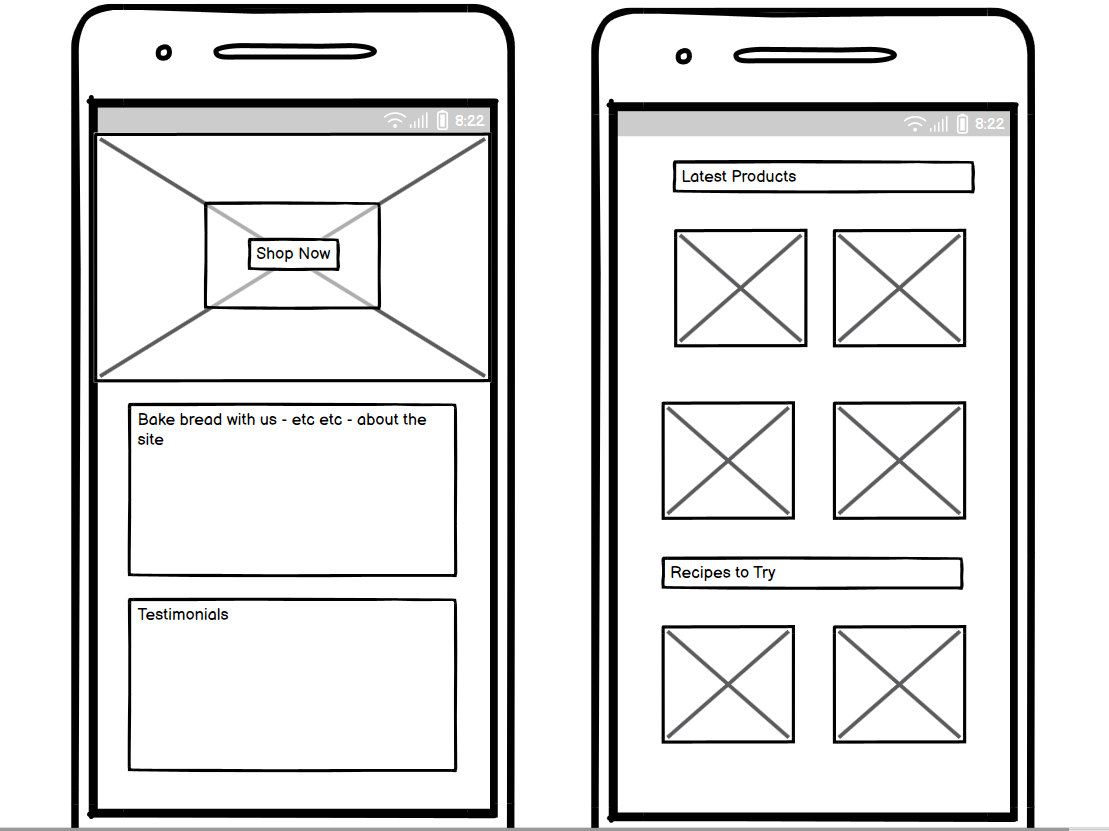 8:22
Shop Now
Bake bread with us - etc etc - about the
site
Testimonials
8:22
Latest Products
Recipes to Try